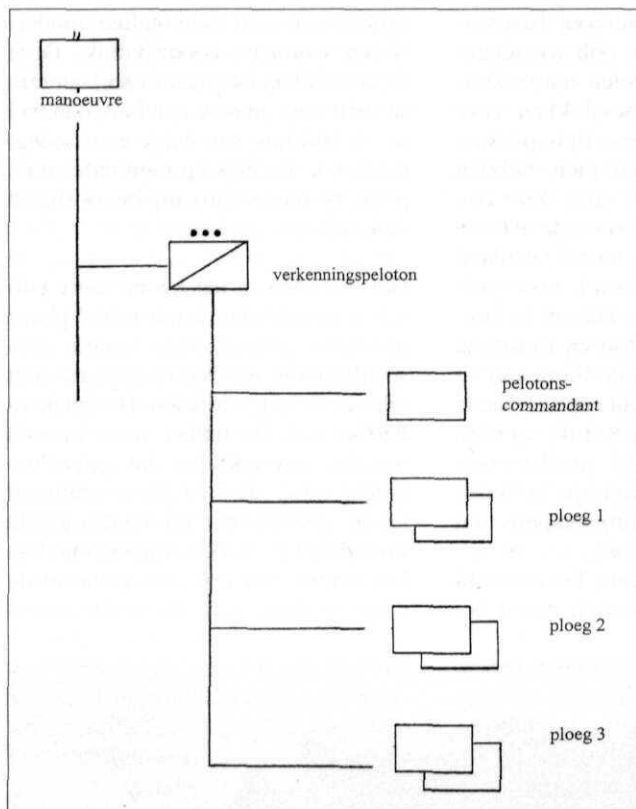 manoeuvre
verkenningspeloton
pelotons-
commandant
ploeg 1
ploeg 2
ploeg 3